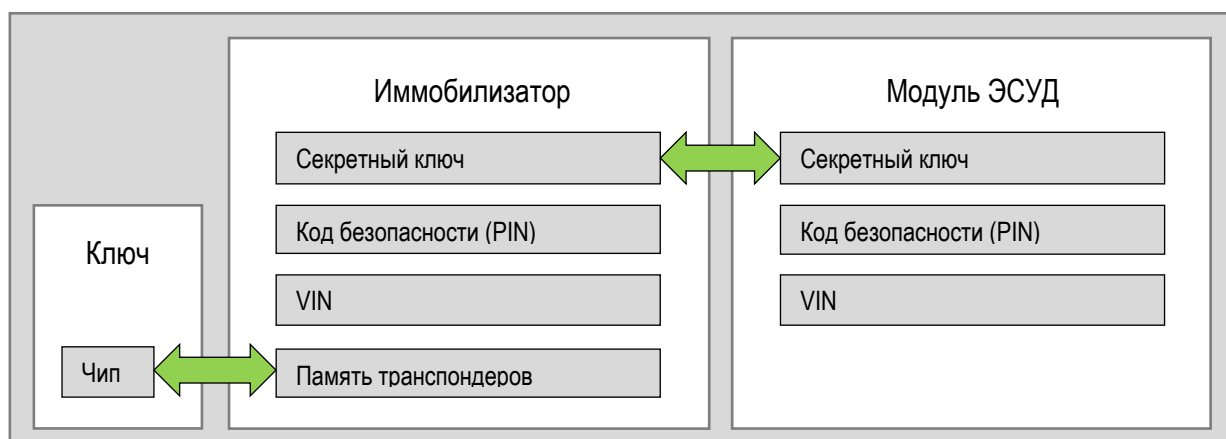 Иммобилизатор
Модуль ЭСУД
Секретный ключ
Секретный ключ
Код безопасности (PIN)
Код безопасности (PIN)
Ключ
VIN
VIN
Чип
Память транспондеров